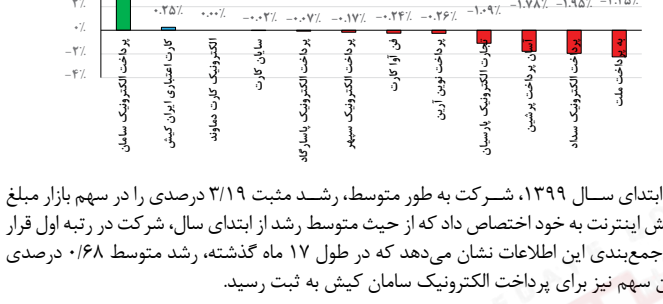 ۲٪
۰.۲۵٪ ۰.۰۰٪ -۰.۰۲٪ -۰.۰۷٪ -۰.۱۷٪ -۰.۲۴٪ -۰.۲۶٪ -۱.۰۹٪ -۱.۷۸٪ -۱.۹۵٪
۰٪
-۲٪
-۴٪
پرداخت الکترونیک سامان
کارت اعتباری ایران کیش
الکترونیک کارت دماوند
سایان کارت
پرداخت الکترونیک پاسارگاد
پرداخت الکترونیک سپهر
فن آوا کارت
پرداخت نوین آرین
تجارت الکترونیک پارسیان
آسان پرداخت پرشین
پرداخت الکترونیک سداد
به پرداخت ملت
ابتدای ســال ۱۳۹۹، شــرکت به طور متوسط، رشــد مثبت ۳/۱۹ درصدی را در سهم بازار مبلغ
ش اینترنت به خود اختصاص داد که از حیث متوسط رشد از ابتدای سال، شرکت در رتبه اول قرار
جمع‌بندی این اطلاعات نشان می‌دهد که در طول ۱۷ ماه گذشته، رشد متوسط ۰/۶۸ درصدی
ن سهم نیز برای پرداخت الکترونیک سامان کیش به ثبت رسید.